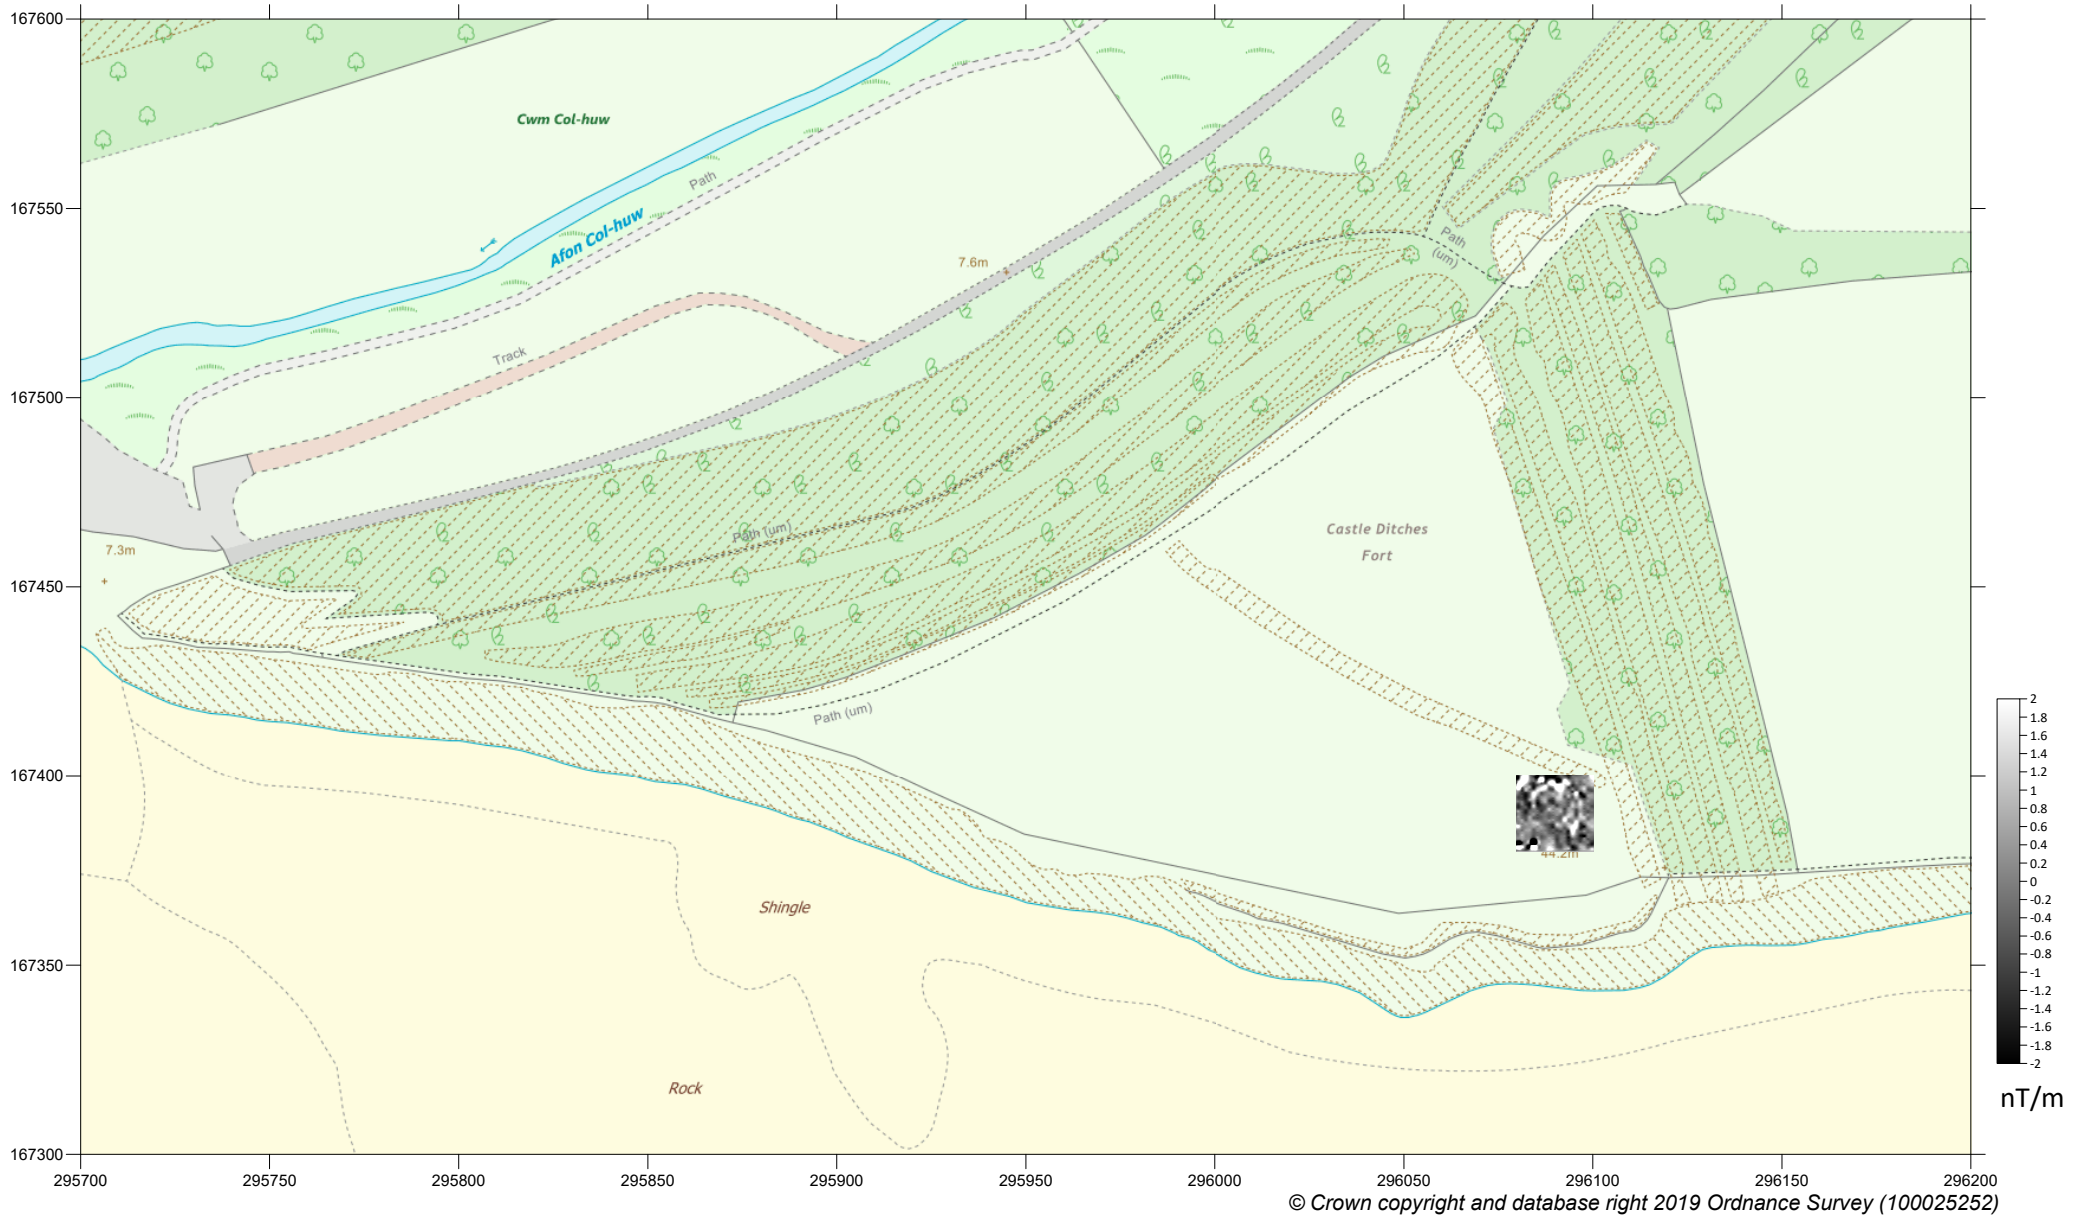 167600
167550
167500
167450
167400
167350
167300
295700
295750
295800
295850
295900
295950
296000
296050
296100
296150
296200
Cwm Col-huw
Path
Afon Col-huw
7.6m
Path
(um)
Track
Path (um)
Castle Ditches
Fort
7.3m
Path (um)
44.2m
Shingle
Rock
2
1.8
1.6
1.4
1.2
1
0.8
0.6
0.4
0.2
0
-0.2
-0.4
-0.6
-0.8
-1
-1.2
-1.4
-1.6
-1.8
-2
nT/m
© Crown copyright and database right 2019 Ordnance Survey (100025252)